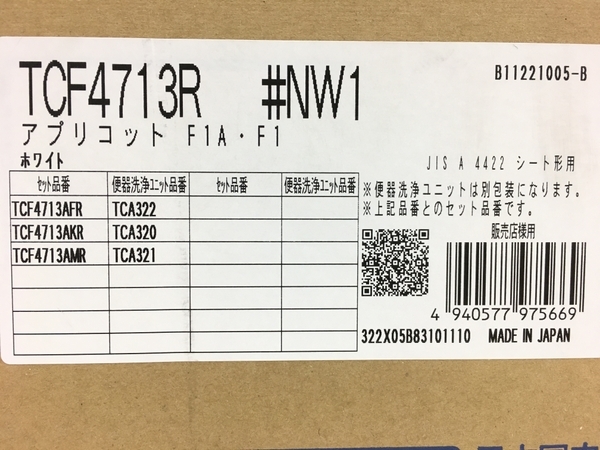 TCF4713R #NW1
B11221005-B
アプリコット F1A・F1
ホワイト
JIS A 4422 シート形用
※便器洗浄ユニットは別包装になります。
※上記品番とのセット品番です。
セット品番 便器洗浄ユニット品番 セット品番 便器洗浄ユニット品番
TCF4713AFR TCA322
TCF4713AKR TCA320
TCF4713AMR TCA321
販売店様用
4 940577 975669
322X05B83101110 MADE IN JAPAN